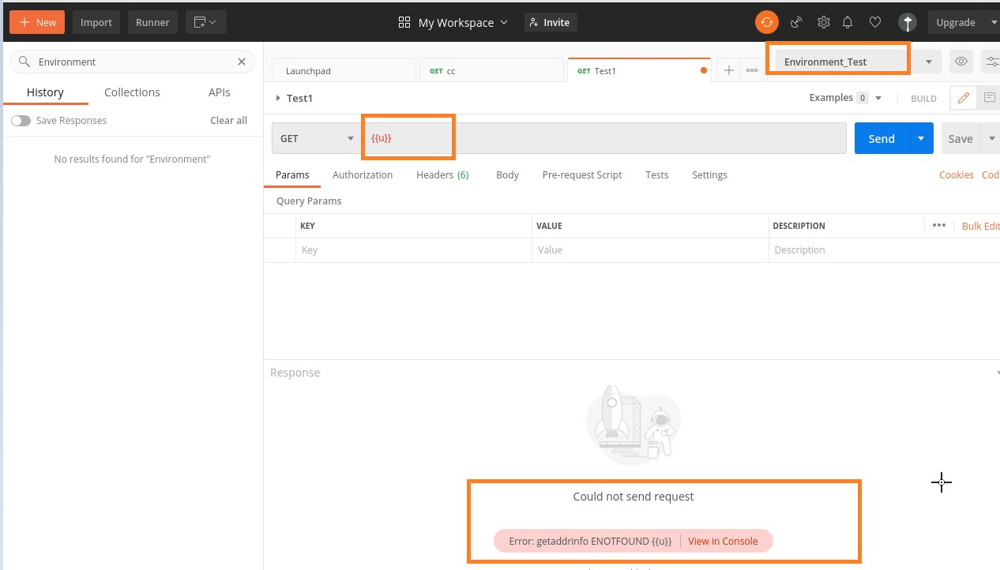 New
Import
Runner
My Workspace
Invite
Upgrade
Environment
History
Collections
APIs
Save Responses
Clear all
No results found for "Environment"
Launchpad
GET cc
GET Test1
Environment_Test
Test1
Examples 0
BUILD
GET
{{u}}
Send
Save
Params
Authorization
Headers (6)
Body
Pre-request Script
Tests
Settings
Cookies
Cod
Query Params
KEY
VALUE
DESCRIPTION
Bulk Edit
Key
Value
Description
Response
Could not send request
Error: getaddrinfo ENOTFOUND {{u}}
View in Console